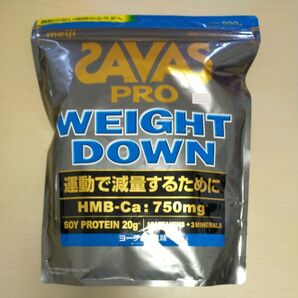 meiji
SAVAS
PRO
WEIGHT
DOWN
運動で減量するために
HMB-Ca: 750mg
SOY PROTEIN 20g
VITAMINS + 3 MINERALS